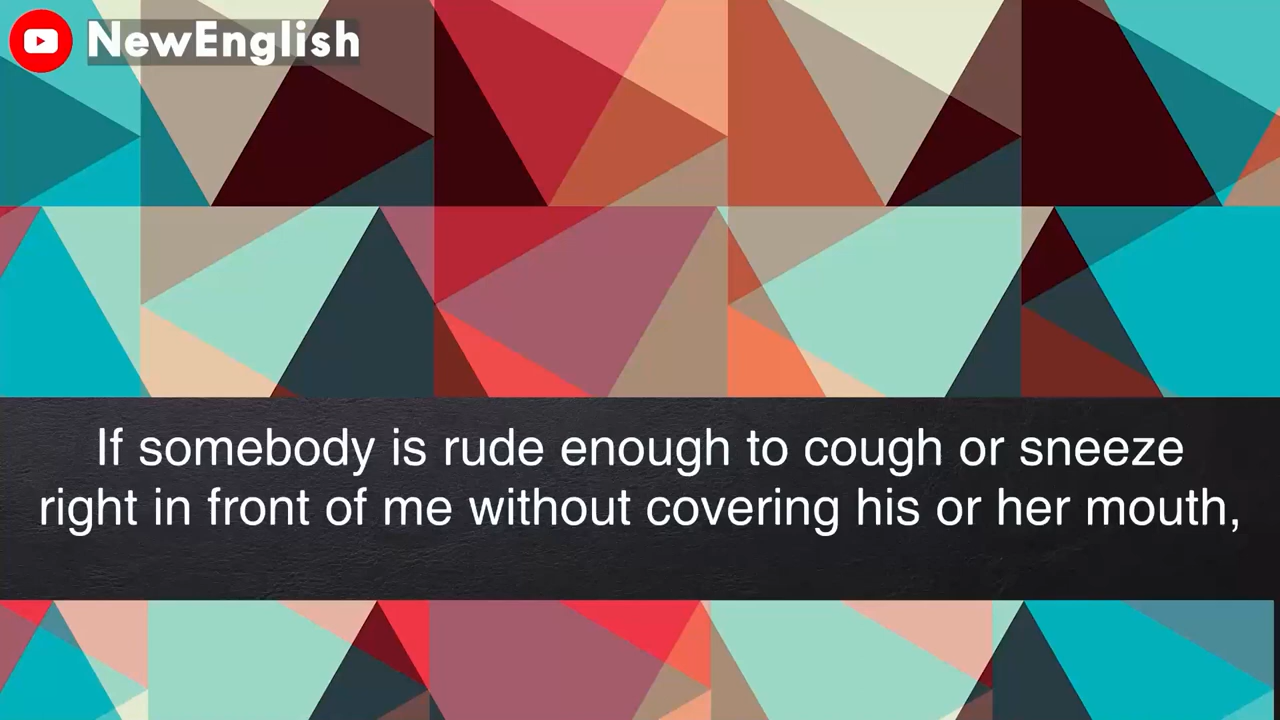 NewEnglish
If somebody is rude enough to cough or sneeze
right in front of me without covering his or her mouth,